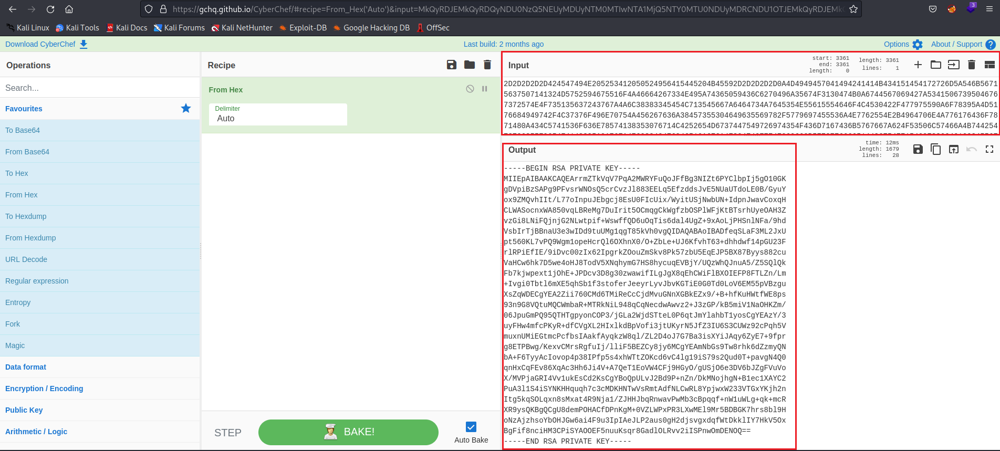 https://gchq.github.io/CyberChef/#recipe=From_Hex('Auto')&input=MkQyRDJEMkQyRDQyNDU0NzQ5NEUyMDUyNTM0MTIwNTA1MjQ5NTY0MTU0NDUyMDRCNDU1OTJEMkQyRDJEMk
3
Kali Linux Kali Tools Kali Docs Kali Forums Kali NetHunter Exploit-DB Google Hacking DB OffSec
Download CyberChef Last build: 2 months ago Options About / Support
Operations
Search...
Favourites
To Base64
From Base64
To Hex
From Hex
To Hexdump
From Hexdump
URL Decode
Regular expression
Entropy
Fork
Magic
Data format
Encryption / Encoding
Public Key
Arithmetic / Logic
Recipe
From Hex
Delimiter
Auto
STEP
BAKE!
Auto Bake
Input
start: 3361
end: 3361
length: 0
length: 3361
lines: 1
2D2D2D2D2D424547494E205253412050524956415445204B45592D2D2D2D2D0A4D4949457041494241414B434151454172726D5A546B5671
5637507141324D5752594675516F4A46664267334E495A74365059436C6270496A35674F3130474B0A6744567069427A5341506739504676
7372574E4F735135637243767A4A6C38383345454C713545667A6464734A7645354E55615554646F4C4530422F477975590A6F78395A4D51
76684949742F4C37376F496E70754A456267636A38457355304649635569782F5779697455536A4E7762554E2B4964706E4A776176436F78
71480A434C5741536F636E78574138353076714C4252654D6737447549726974354F436D7167436B5767667A624F53506C57466A4B744254
Output
time: 12ms
length: 1679
lines: 28
-----BEGIN RSA PRIVATE KEY-----
MIIEpAIBAAKCAQEArrmZTkVqV7PqA2MWRYFuQoJFfBg3NIZt6PYClbpIj5gO10GK
gDVpiBzSAPg9PFvsrWNOsQ5crCvzJl883EELq5EfzddsJvE5NUaUTdoLE0B/GyuY
ox9ZMQvhIIt/L77oInpuJEbgcj8EsU0FIcUix/WyitUSjNwbUN+IdpnJwavCoxqH
CLWASocnxWA850vqLBReMg7DuIrit5OCmqgCkWgfzbOSPlWFjKtBTsrhUyeOAH3Z
vzGi8LNiFQjnjG2NLwtpif+WswffQD6uOqTis6dal4UgZ+9xAoLjPHSnlNFa/9hd
VsbIrTjBBnaU3e3wIDd9tuUMg1qgT85kVh0vgQIDAQABAoIBADfeqSLaF3ML2JxU
pt560KL7vPQ9Wgm1opeHcrQl6OXhnX0/O+ZbLe+UJ6KfvhT63+dhhdwf14pGU23F
rlRPiEfIE/9iDvc00zIx62IpgrkZOouZmSkv8Pk57zbU5EqEJP5BX87Byys882cu
VaHCw6hk7D5we4oHJ8TodV5XNqhymG7HS8hycuqEVBjY/UQzWhQJnuA5/Z5SQlQk
Fb7kjwpext1jOhE+JPDcv3D8g30zwawifILgJgX8qEhCWiFlBXOIEFP8FTLZn/Lm
+Ivgi0Tbtl6mXE5qhSb1f3stoferJeeyrLyvJbvKGTiE0G0Td0LoV6EM55pVBzgu
XsZqWDECgYEA2Zii760CMd6TMiReCcCjdMvuGNnXGBkEZx9/+B+hfKuHWtfWE8ps
93n9G8VQtuMQCWmbaR+MTRkNiL948qCqNecdwAwvz2+J3zGP/kB5miV1NaOHKZm/
06JpuGmPQ95QTHTgpyonCOP3/jGLa2WjdSTteL0P6qtJmYlahbT1yosCgYEAzY/3
uyFHw4mfcPKyR+dfCVgXL2HIxlkdBpVofi3jtUKyrN5JfZ3IU6S3CUWz92cPqh5V
muxnUMiEGtmcPcfbsIAakfAyqkzW8ql/ZL2D4oJ7G7Ba3isXYiJAqy6ZyE7+9fpr
g8ETPBwg/KexvCMrsRgfuIj/lliF5BEZCy8jy6MCgYEAmNbGs9Tw8rhk6dZzmyQN
bA+F6TyyAcIovop4p38IPfp5s4xhWTtZOKcd6vC4lg19iS79s2Qud0T+pavgN4Q0
qnHxCqFEv86XqAc3Hh6Ji4V+A7QeT1EoVW4CFj9HGyO/gUSjO6e3DV6bJZgFVuVo
X/MVPjaGRI4Vv1ukEsCd2KsCgYBoQpULvJ2Bd9P+nZn/DkMNojhgN+B1ec1XAYC2
PuA3l1S4iSYNKHHquqh7c3cMDKHNTwVsRmtAdfNLCwRL8YpjwxW233VTGxYKjh2n
Itg5kqSOLqxn8sMxat4R9Nja1/ZJHHJbqRnwavPwMb3cBpqqf+nW1uWLg+qk+mcR
XR9ysQKBgQCgU8demPOHACfDPnKgM+0VZLWPxPR3LXwMEl9Mr5BDBGK7hrs8bl9H
oNzAjzhsoYbOHJGw6ai4F9u3IpIAeJLP2aus0gH2djsvgxdqfWtDkklIY7HkV5Ox
BgFif8nciHM3CPiSYAOOEF5nuuKsqr8GadlOLRvv2iISPnwOmDENOQ==
-----END RSA PRIVATE KEY-----